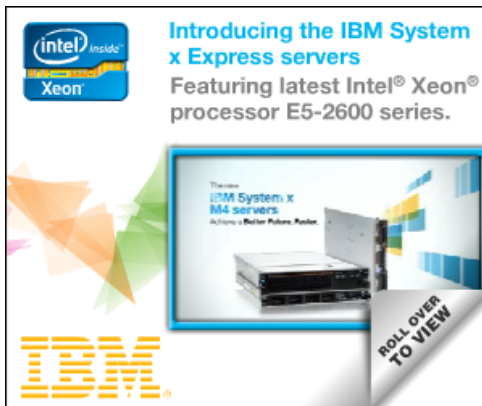 intel inside™
Xeon®
Introducing the IBM System
x Express servers
Featuring latest Intel® Xeon®
processor E5-2600 series.
The new
IBM System x
M4 servers
Achieve a Better Future. Faster.
ROLL OVER
TO VIEW
IBM®